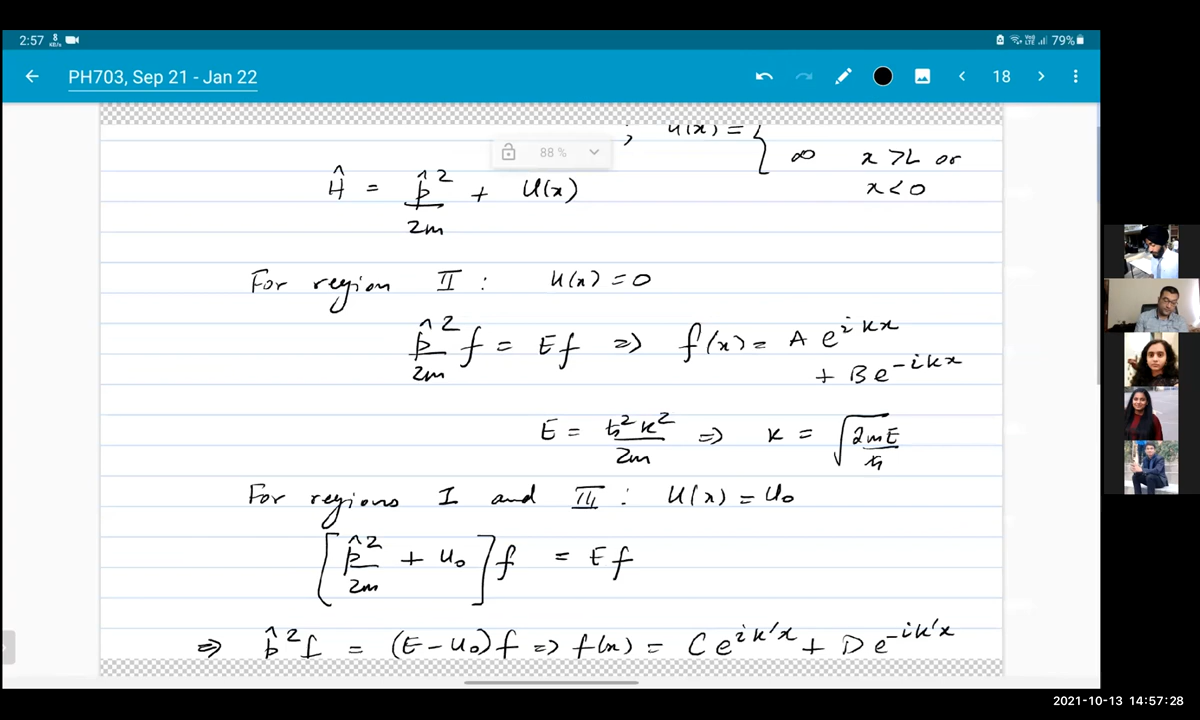 2:57 8 KB/s 79%
PH703, Sep 21 - Jan 22 18
; u(x) = {
88 %
∞ x > L or
x < 0
Ĥ = p̂²/2m + U(x)
For region II : u(x) = 0
p̂²/2m f = Ef ⇒ f(x) = A e^{ikx}
+ B e^{-ikx}
E = ħ²k²/2m ⇒ k = √(2mE/ħ)
For regions I and III : U(x) = U₀
[p̂²/2m + U₀] f = Ef
⇒ p̂² f = (E - U₀) f ⇒ f(x) = C e^{ik'x} + D e^{-ik'x}
2021-10-13 14:57:28